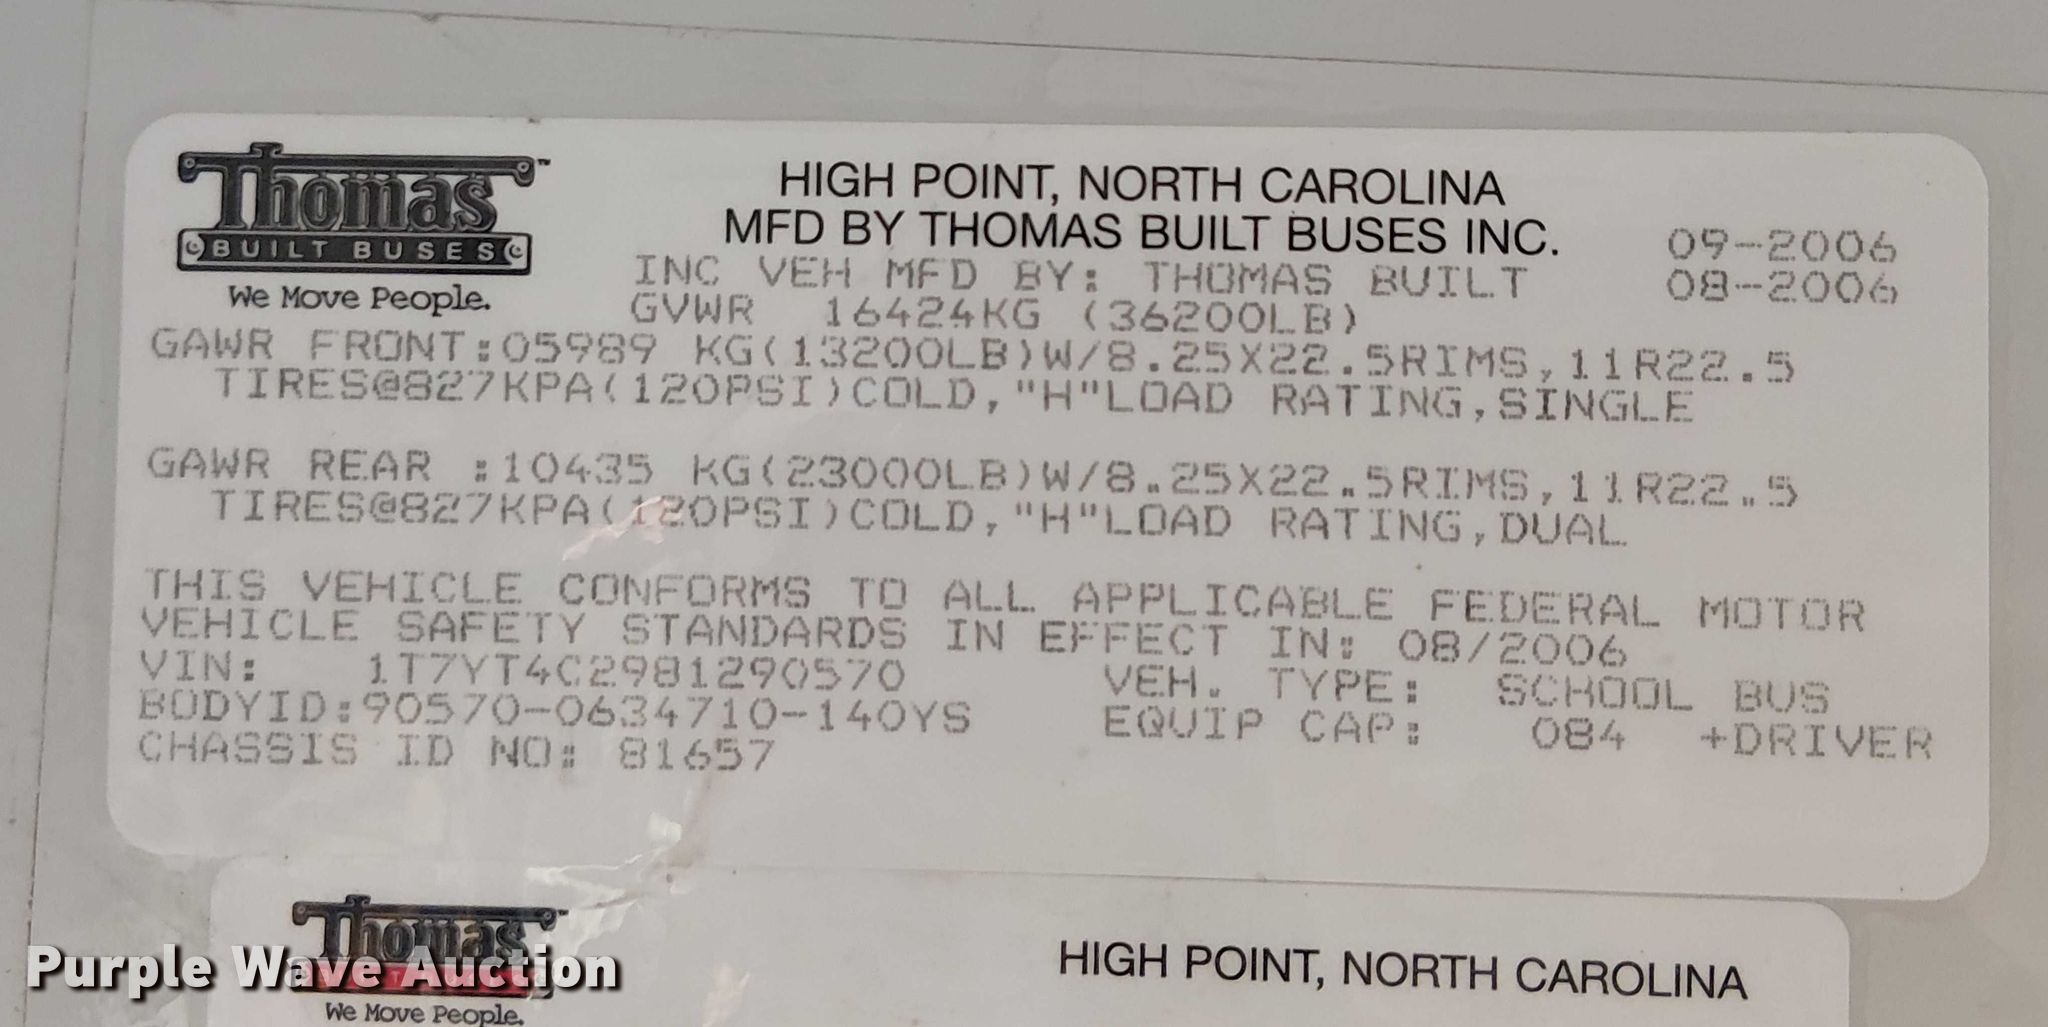 Thomas™
BUILT BUSES
We Move People.
HIGH POINT, NORTH CAROLINA
MFD BY THOMAS BUILT BUSES INC. 09-2006
INC VEH MFD BY: THOMAS BUILT 08-2006
GVWR 16424KG (36200LB)
GAWR FRONT:05989 KG(13200LB)W/8.25X22.5RIMS,11R22.5
TIRES@827KPA(120PSI)COLD,"H"LOAD RATING,SINGLE
GAWR REAR :10435 KG(23000LB)W/8.25X22.5RIMS,11R22.5
TIRES@827KPA(120PSI)COLD,"H"LOAD RATING,DUAL
THIS VEHICLE CONFORMS TO ALL APPLICABLE FEDERAL MOTOR
VEHICLE SAFETY STANDARDS IN EFFECT IN: 08/2006
VIN: 1T7YT4C2981290570 VEH. TYPE: SCHOOL BUS
BODYID:90570-0634710-140YS EQUIP CAP: 084 +DRIVER
CHASSIS ID NO: 81657
Thomas
We Move People.
HIGH POINT, NORTH CAROLINA
Purple Wave Auction